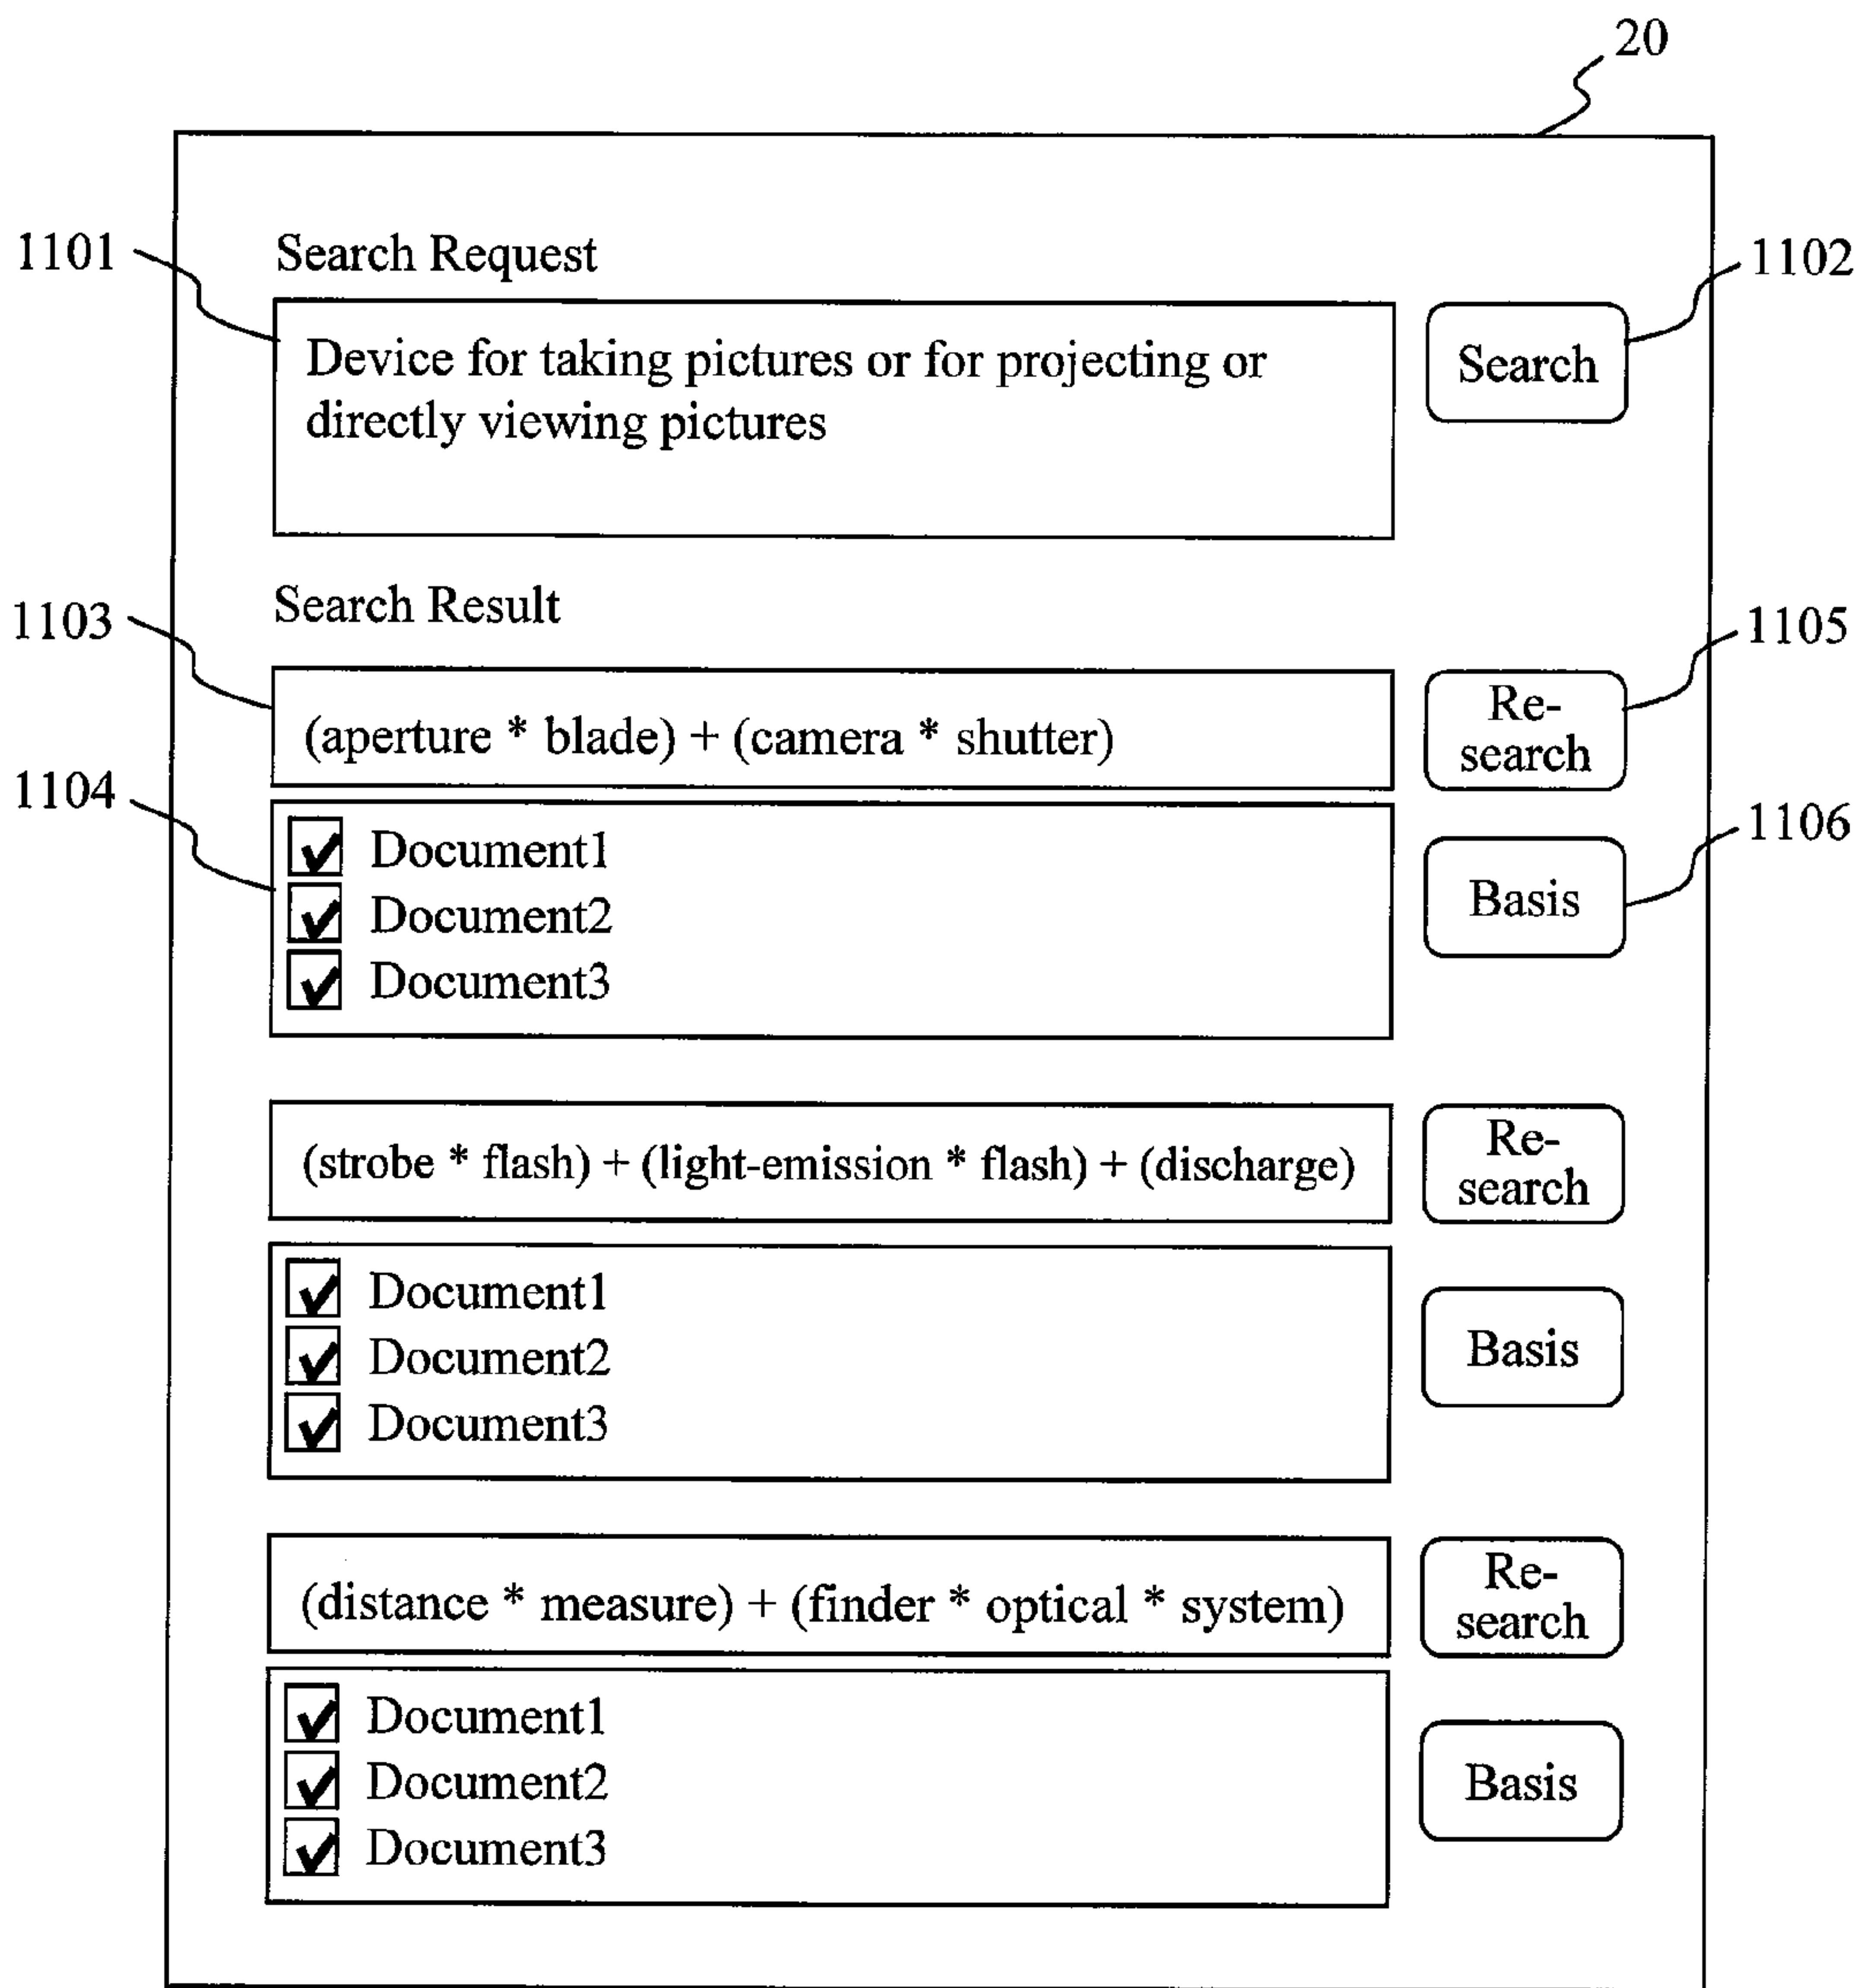 20
1101
Search Request
1102
Device for taking pictures or for projecting or
directly viewing pictures
Search
Search Result
1103
1105
(aperture * blade) + (camera * shutter)
Re-
search
1104
1106
Document1
Document2
Document3
Basis
(strobe * flash) + (light-emission * flash) + (discharge)
Re-
search
Document1
Document2
Document3
Basis
(distance * measure) + (finder * optical * system)
Re-
search
Document1
Document2
Document3
Basis